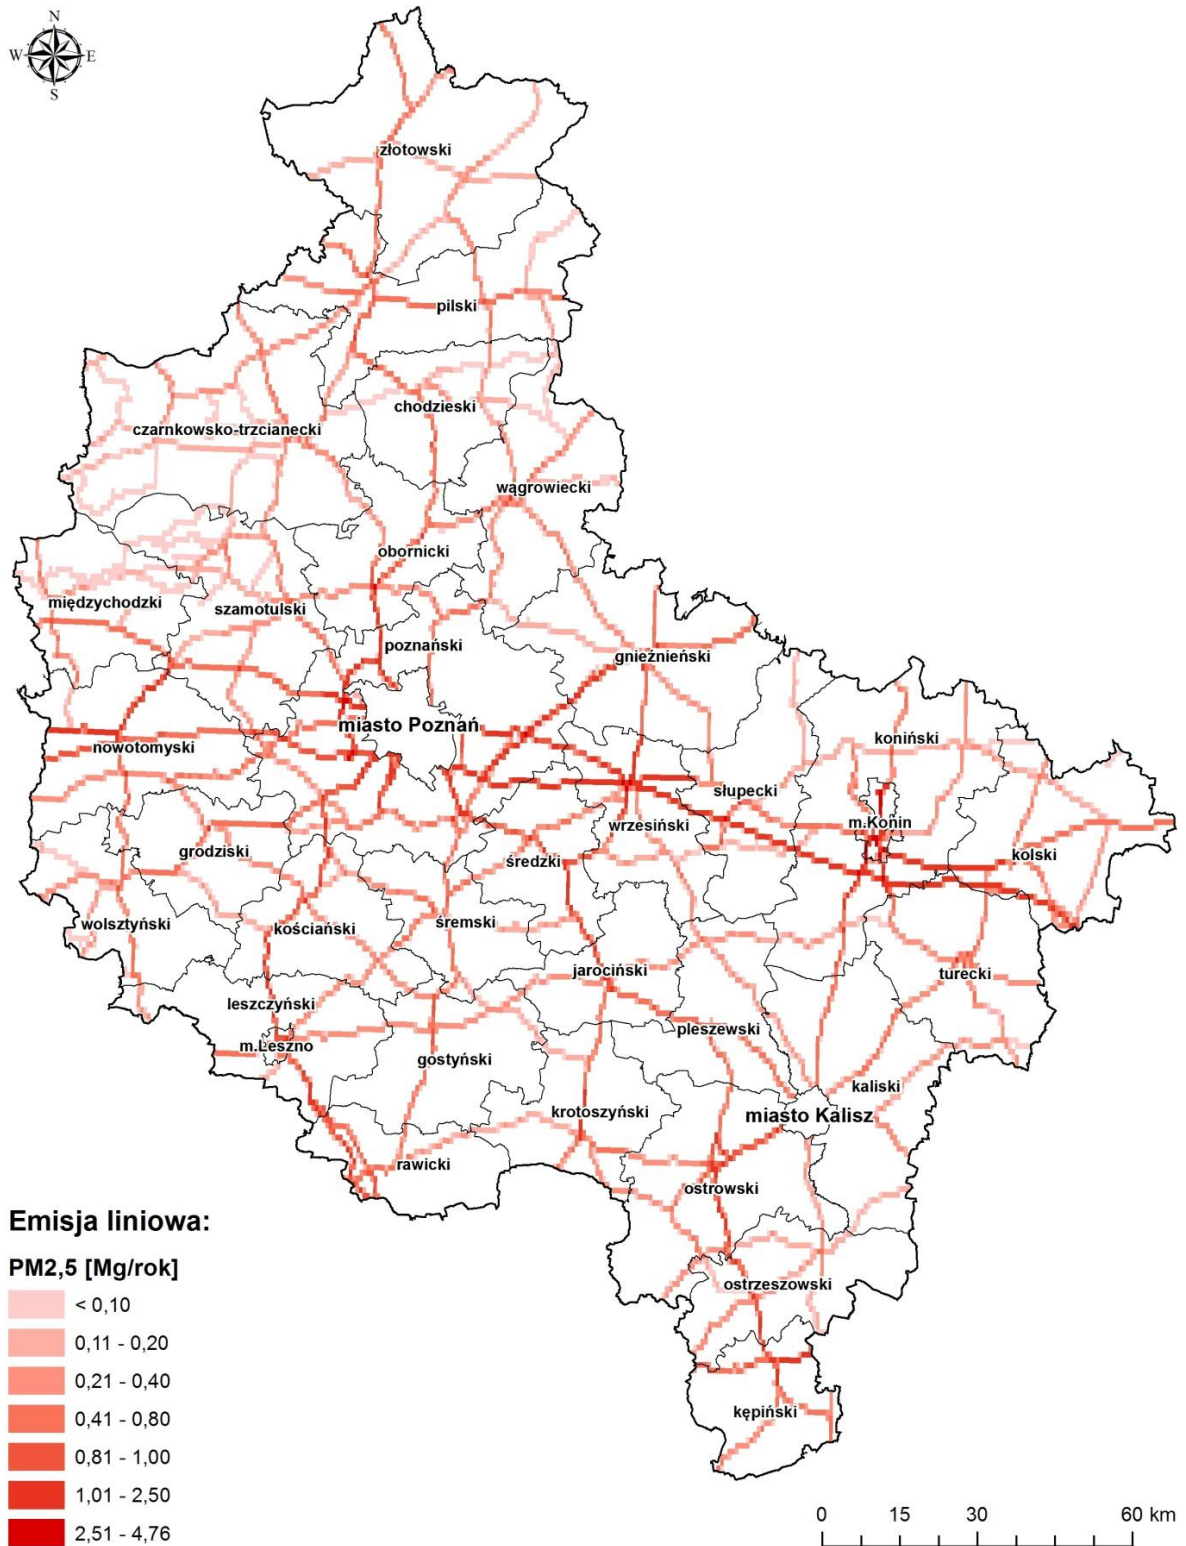 N
W E
S
złotowski
pilski
chodzieski
czarnkowsko-trzcianecki
wągrowiecki
obornicki
międzychodzki
szamotulski
poznański
gnieźnieński
miasto Poznań
nowotomyski
koniński
słupecki
m.Konin
wrzesiński
grodziski
średzki
kolski
wolsztyński
kościański
śremski
jarociński
turecki
leszczyński
pleszewski
m.Leszno
gostyński
kaliski
krotoszyński
miasto Kalisz
rawicki
ostrowski
ostrzeszowski
kępiński
Emisja liniowa:
PM2,5 [Mg/rok]
< 0,10
0,11 - 0,20
0,21 - 0,40
0,41 - 0,80
0,81 - 1,00
1,01 - 2,50
2,51 - 4,76
0 15 30 60 km